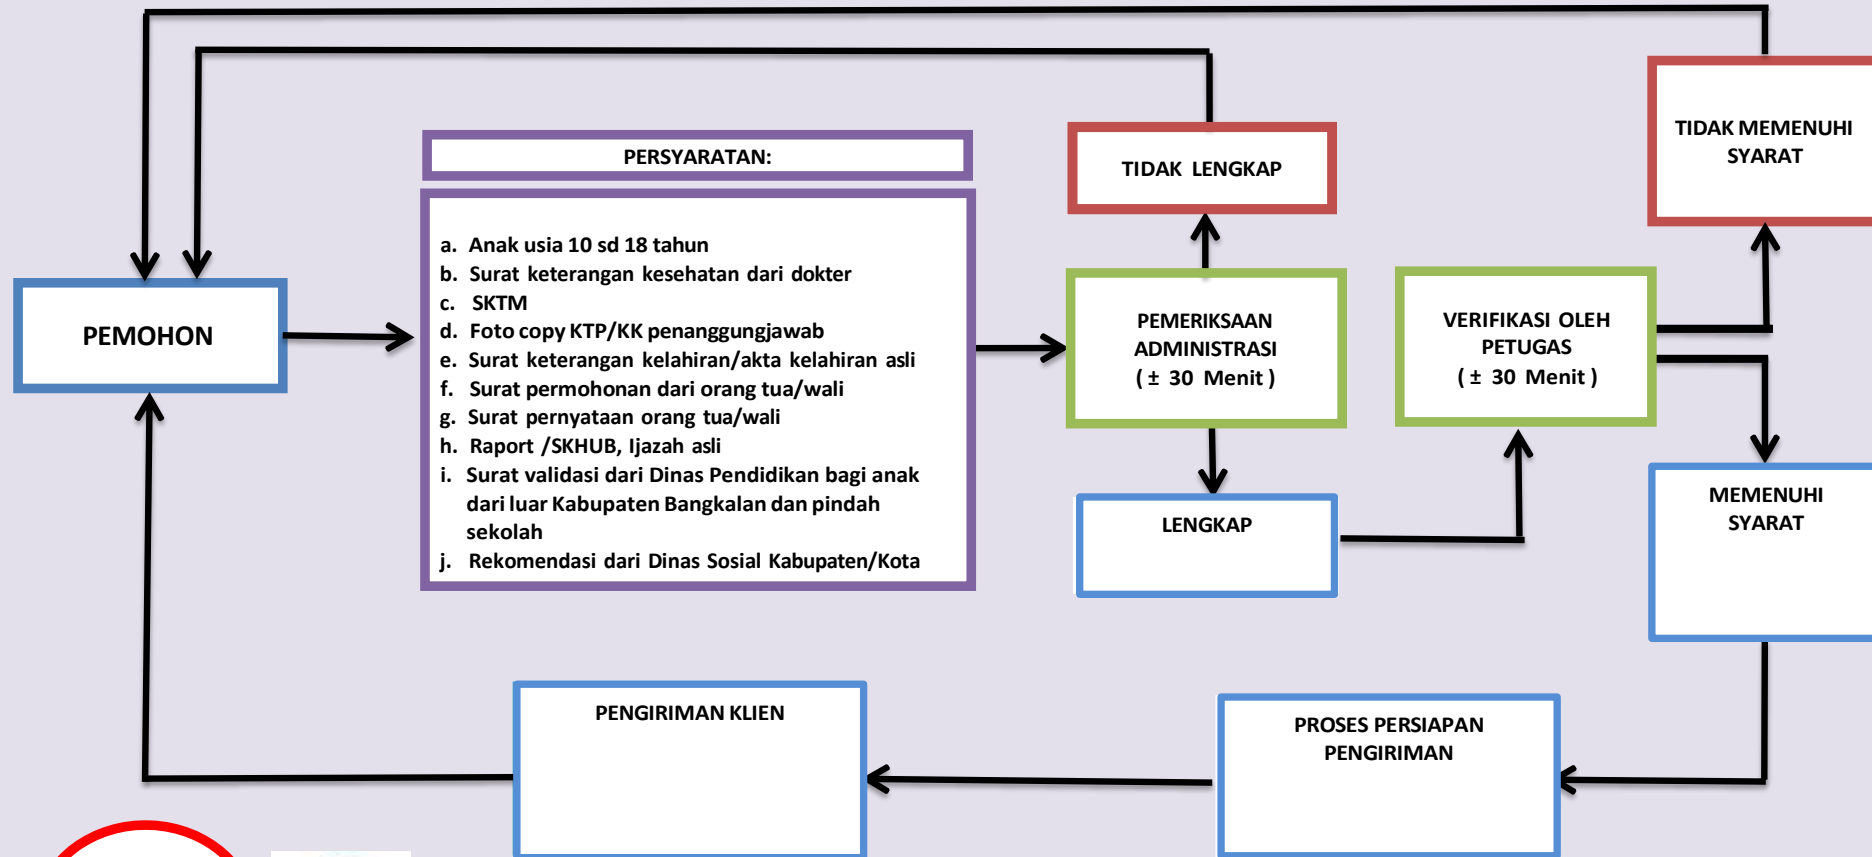 TIDAK MEMENUHI
SYARAT
TIDAK LENGKAP
PERSYARATAN:
a. Anak usia 10 sd 18 tahun
b. Surat keterangan kesehatan dari dokter
c. SKTM
d. Foto copy KTP/KK penanggungjawab
e. Surat keterangan kelahiran/akta kelahiran asli
f. Surat permohonan dari orang tua/wali
g. Surat pernyataan orang tua/wali
h. Raport /SKHUB, Ijazah asli
i. Surat validasi dari Dinas Pendidikan bagi anak
dari luar Kabupaten Bangkalan dan pindah
sekolah
j. Rekomendasi dari Dinas Sosial Kabupaten/Kota
PEMOHON
PEMERIKSAAN
ADMINISTRASI
( ± 30 Menit )
VERIFIKASI OLEH
PETUGAS
( ± 30 Menit )
LENGKAP
MEMENUHI
SYARAT
PENGIRIMAN KLIEN
PROSES PERSIAPAN
PENGIRIMAN